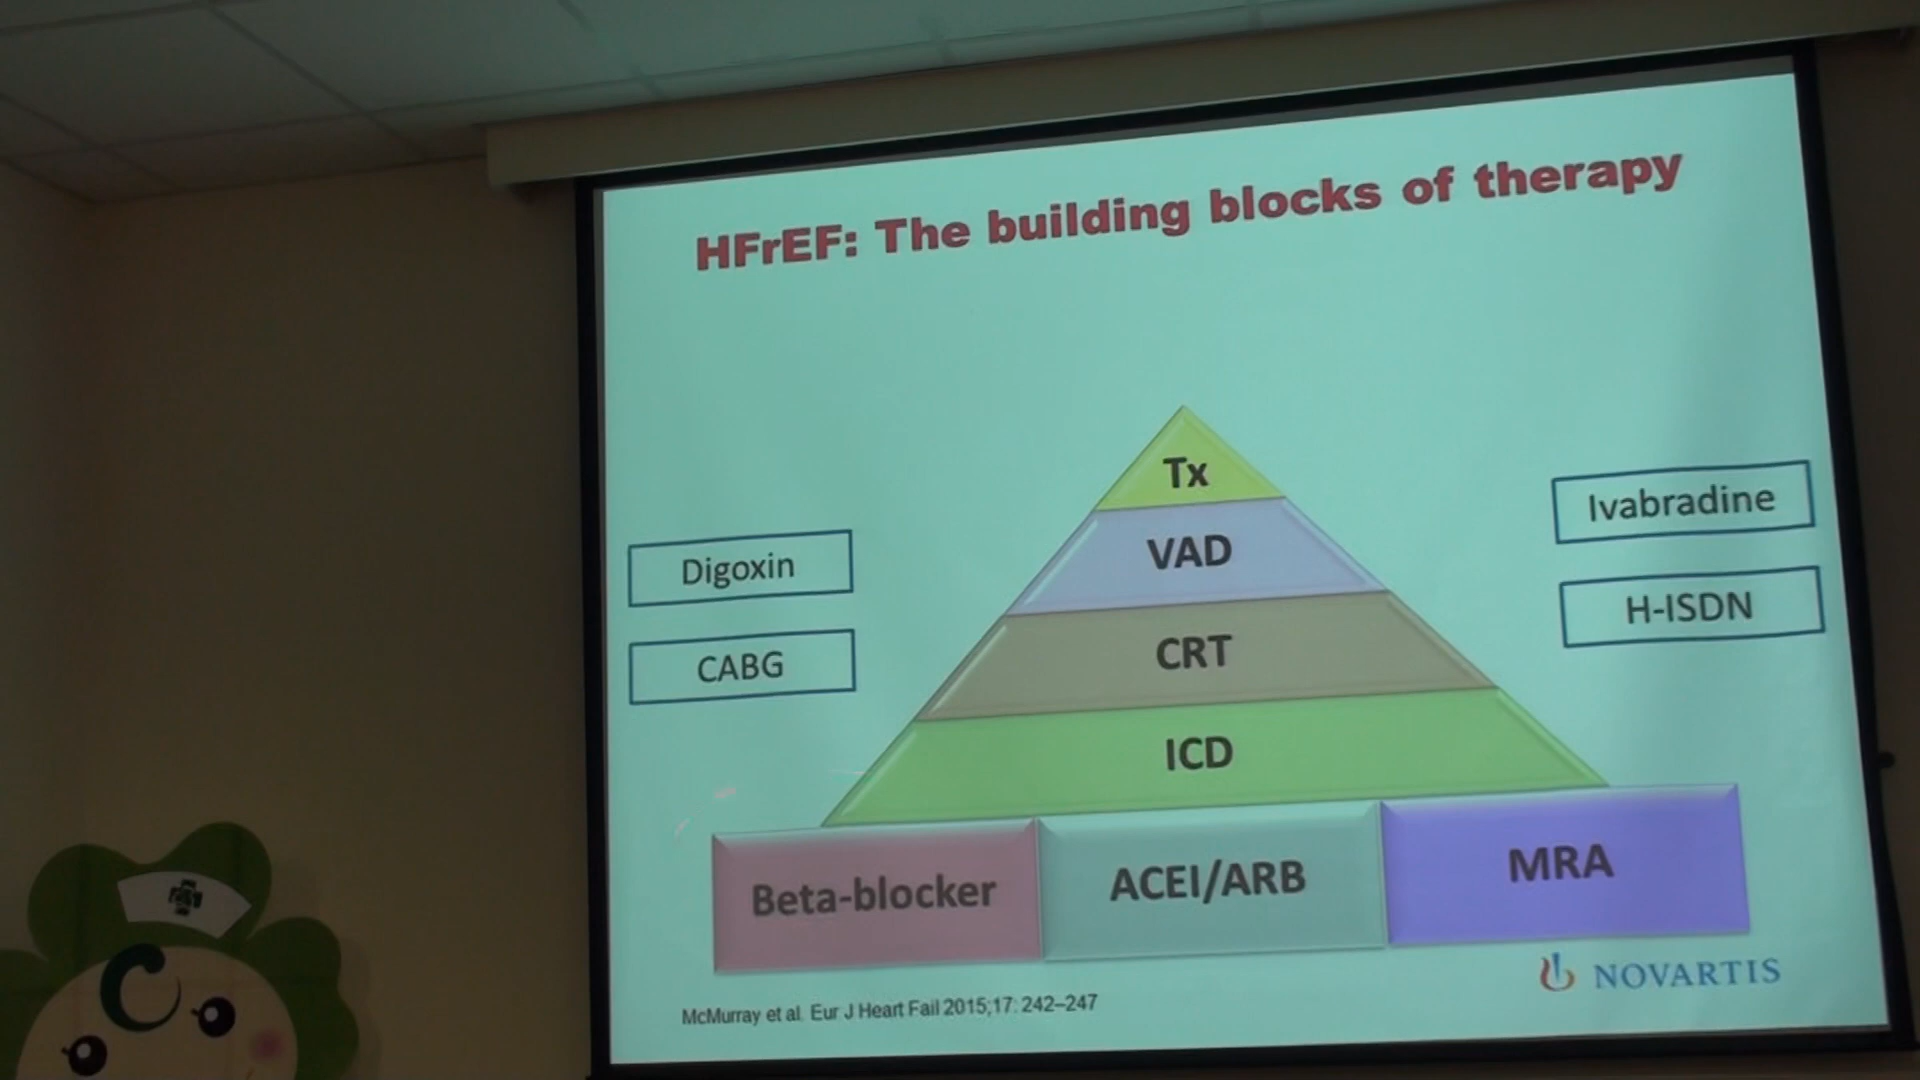 HFrEF: The building blocks of therapy
Tx
VAD
CRT
ICD
Digoxin
CABG
Ivabradine
H-ISDN
Beta-blocker
ACEI/ARB
MRA
NOVARTIS
McMurray et al. Eur J Heart Fail 2015;17: 242–247